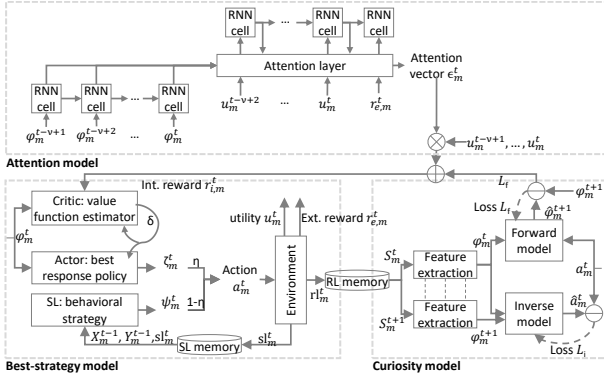 RNN cell
RNN cell
...
RNN cell
RNN cell
...
Attention layer
Attention vector ϵ_m^t
RNN cell
RNN cell
...
RNN cell
u_m^{t-ν+2}
...
u_m^t
r_{e,m}^t
φ_m^{t-ν+1}
φ_m^{t-ν+2}
...
φ_m^t
u_m^{t-ν+1}, ... , u_m^t
Attention model
Int. reward r_{i,m}^t
L_f
φ_m^{t+1}
Critic: value
function estimator
δ
utility u_m^t
Ext. reward r_{e,m}^t
Loss L_f
φ̂_m^{t+1}
φ_m^t
Actor: best
response policy
ζ_m^t
η
Action
a_m^t
Environment
rl_m^t
RL memory
S_m^t
Feature
extraction
φ_m^t
Forward
model
a_m^t
SL: behavioral
strategy
ψ_m^t
1-η
S_m^{t+1}
Feature
extraction
φ_m^{t+1}
Inverse
model
â_m^t
X_m^{t-1}, Y_m^{t-1}, sl_m^t
SL memory
sl_m^t
Loss L_i
Best-strategy model
Curiosity model